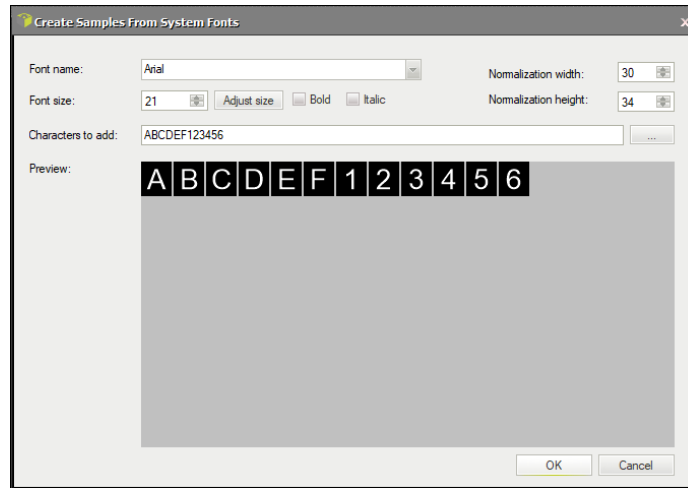 Create Samples From System Fonts x
Font name: Arial Normalization width: 30
Font size: 21 Adjust size Bold Italic Normalization height: 34
Characters to add: ABCDEF123456 ...
Preview: A B C D E F 1 2 3 4 5 6
OK Cancel